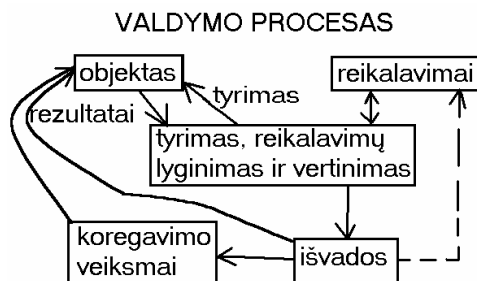 VALDYMO PROCESAS
objektas
reikalavimai
tyrimas
rezultatai
tyrimas, reikalavimų
lyginimas ir vertinimas
koregavimo
veiksmai
išvados